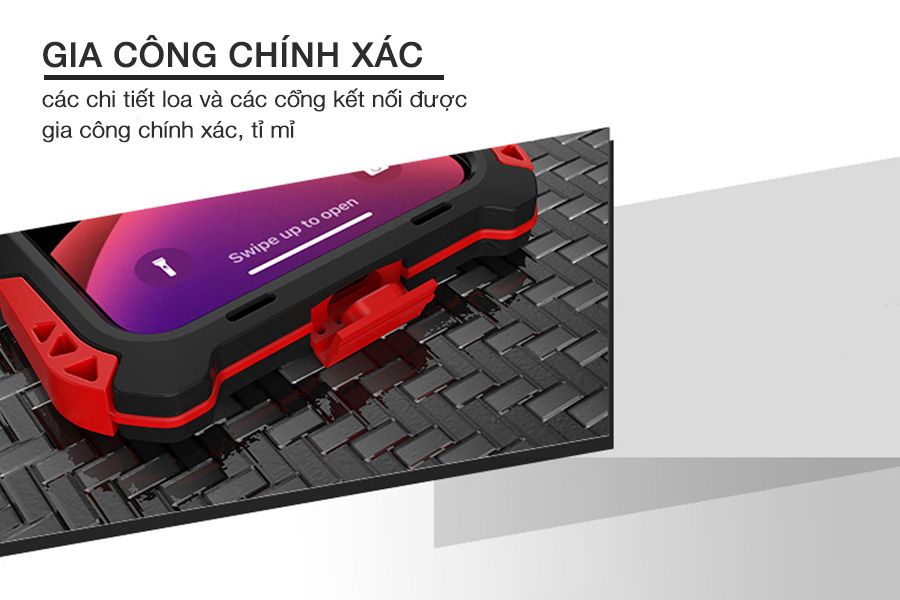 GIA CÔNG CHÍNH XÁC
các chi tiết loa và các cổng kết nối được
gia công chính xác, tỉ mỉ
Swipe up to open